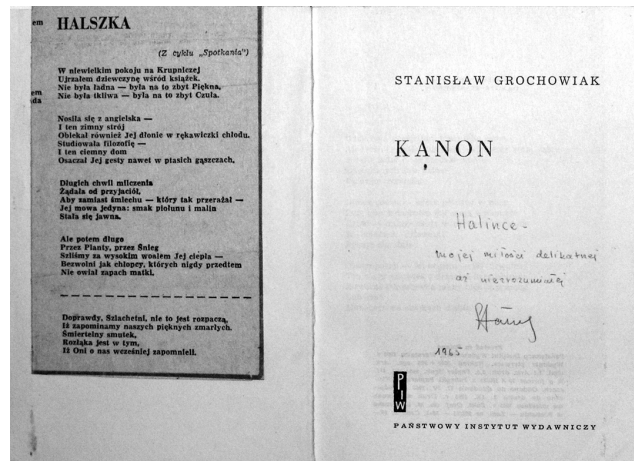 em
HALSZKA
(Z cyklu „Spotkania")
W niewielkim pokoju na Krupniczej
Ujrzałem dziewczynę wśród książek.
Nie była ładna — była na to zbyt Piękna,
Nie była tkliwa — była na to zbyt Czuła.
em
da
Nosiła się z angielska —
I ten zimny strój
Oblekał również Jej dłonie w rękawiczki chłodu.
Studiowała filozofię —
I ten ciemny dom
Osaczał Jej gesty nawet w ptasich gąszczach.
Długich chwil milczenia
Żądała od przyjaciół,
Aby zamiast śmiechu — który tak przerażał —
Jej mowa jedyna: smak piołunu i malin
Stała się jawna.
Ale potem długo
Przez Planty, przez Śnieg
Szliśmy za wysokim woalem Jej ciepła —
Bezwolni jak chłopcy, których nigdy przedtem
Nie owiał zapach matki.
Doprawdy, Szlachetni, nie to jest rozpaczą,
Iż zapominamy naszych pięknych zmarłych.
Śmiertelny smutek,
Rozłąka jest w tym,
Iż Oni o nas wcześniej zapomnieli.
STANISŁAW GROCHOWIAK
KANON
Halince –
mojej miłości delikatnej
aż niezrozumiałej
1965
PIW
PAŃSTWOWY INSTYTUT WYDAWNICZY